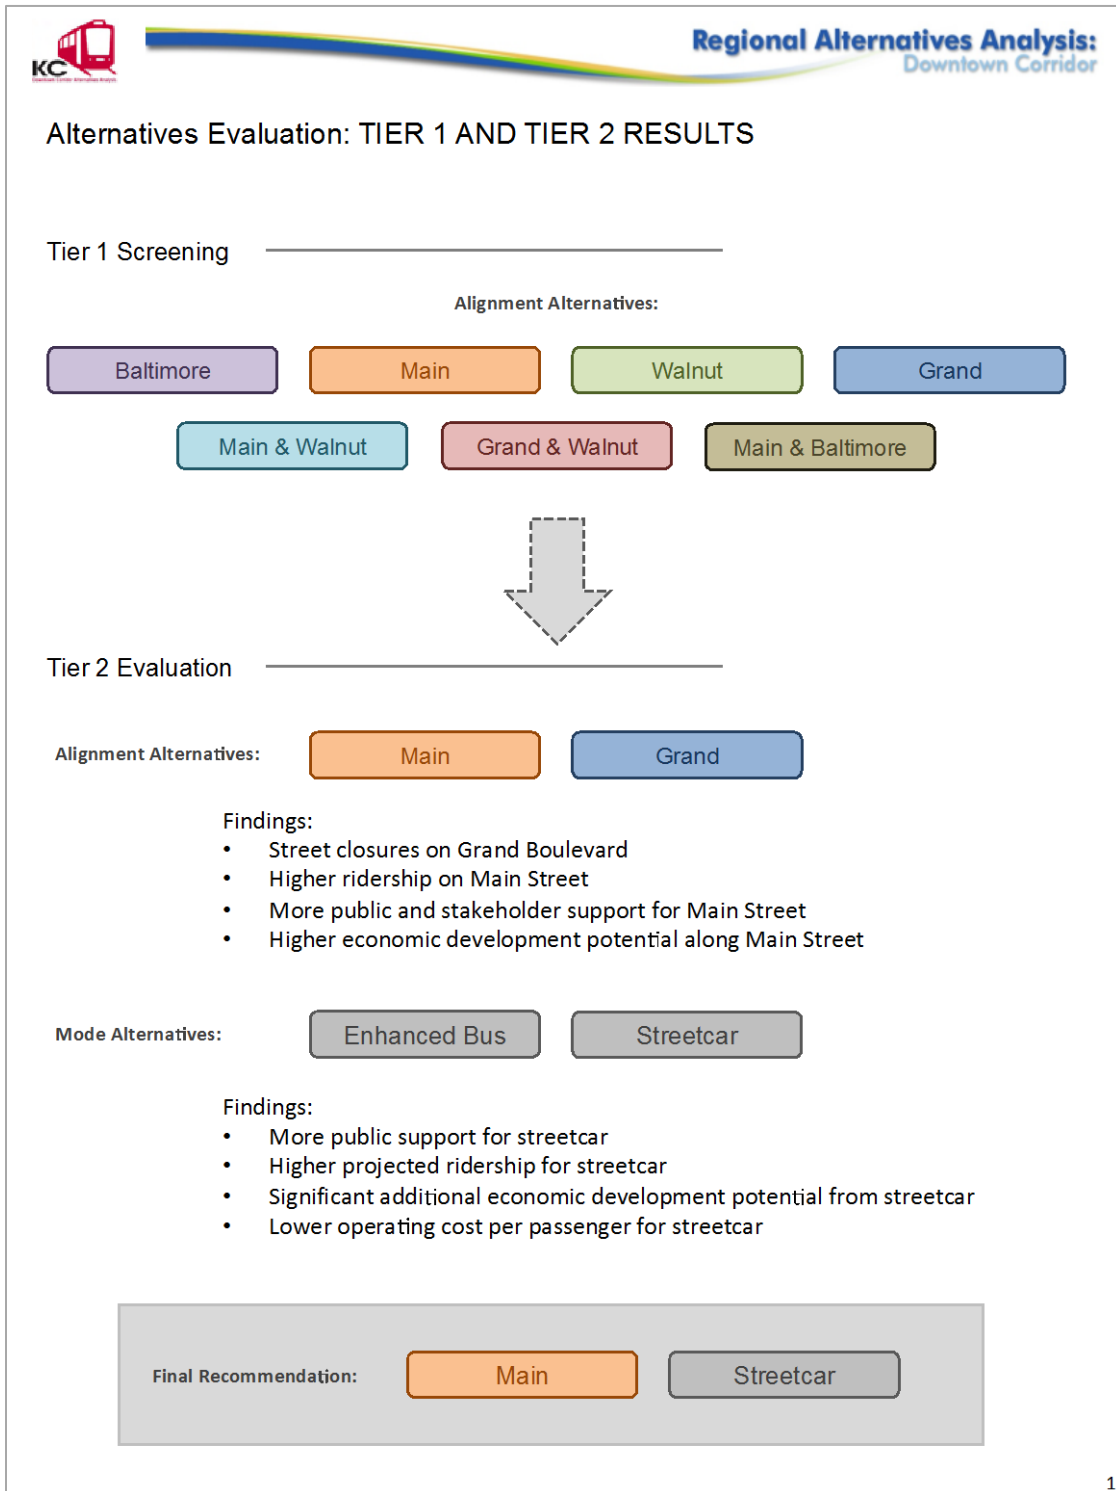 KC
Downtown Corridor Alternatives Analysis
Regional Alternatives Analysis:
Downtown Corridor
Alternatives Evaluation: TIER 1 AND TIER 2 RESULTS
Tier 1 Screening
Alignment Alternatives:
Baltimore Main Walnut Grand
Main & Walnut Grand & Walnut Main & Baltimore
Tier 2 Evaluation
Alignment Alternatives: Main Grand
Findings:
• Street closures on Grand Boulevard
• Higher ridership on Main Street
• More public and stakeholder support for Main Street
• Higher economic development potential along Main Street
Mode Alternatives: Enhanced Bus Streetcar
Findings:
• More public support for streetcar
• Higher projected ridership for streetcar
• Significant additional economic development potential from streetcar
• Lower operating cost per passenger for streetcar
Final Recommendation: Main Streetcar
1